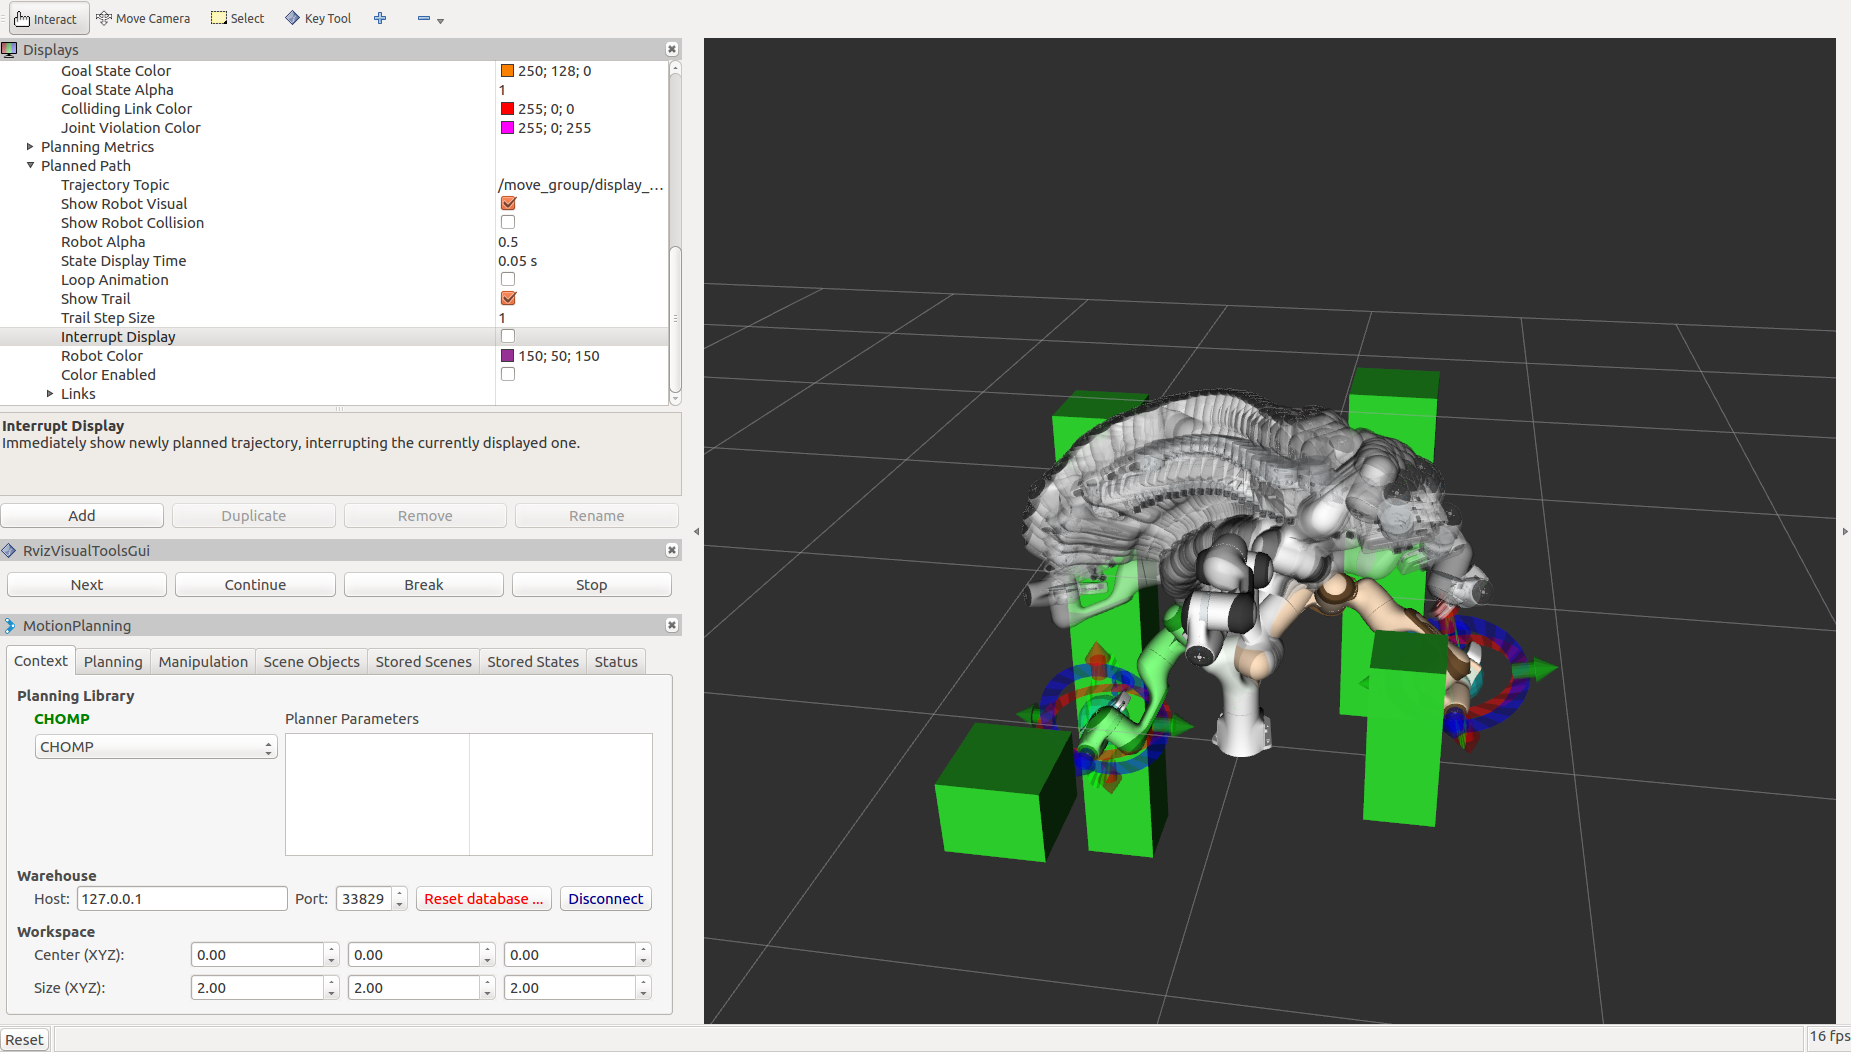 Interact Move Camera Select Key Tool
Displays
Goal State Color 250; 128; 0
Goal State Alpha 1
Colliding Link Color 255; 0; 0
Joint Violation Color 255; 0; 255
Planning Metrics
Planned Path
Trajectory Topic /move_group/display_...
Show Robot Visual
Show Robot Collision
Robot Alpha 0.5
State Display Time 0.05 s
Loop Animation
Show Trail
Trail Step Size 1
Interrupt Display
Robot Color 150; 50; 150
Color Enabled
Links
Interrupt Display
Immediately show newly planned trajectory, interrupting the currently displayed one.
Add Duplicate Remove Rename
RvizVisualToolsGui
Next Continue Break Stop
MotionPlanning
Context Planning Manipulation Scene Objects Stored Scenes Stored States Status
Planning Library
CHOMP Planner Parameters
CHOMP
Warehouse
Host: 127.0.0.1 Port: 33829 Reset database ... Disconnect
Workspace
Center (XYZ): 0.00 0.00 0.00
Size (XYZ): 2.00 2.00 2.00
Reset 16 fps